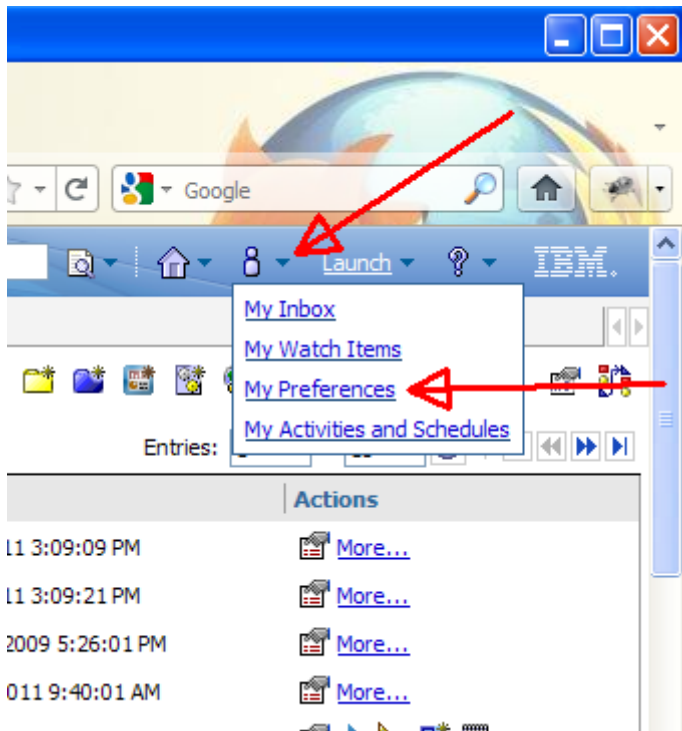 Google
Launch
IBM.
My Inbox
My Watch Items
My Preferences
My Activities and Schedules
Entries:
Actions
11 3:09:09 PM
More...
11 3:09:21 PM
More...
2009 5:26:01 PM
More...
011 9:40:01 AM
More...